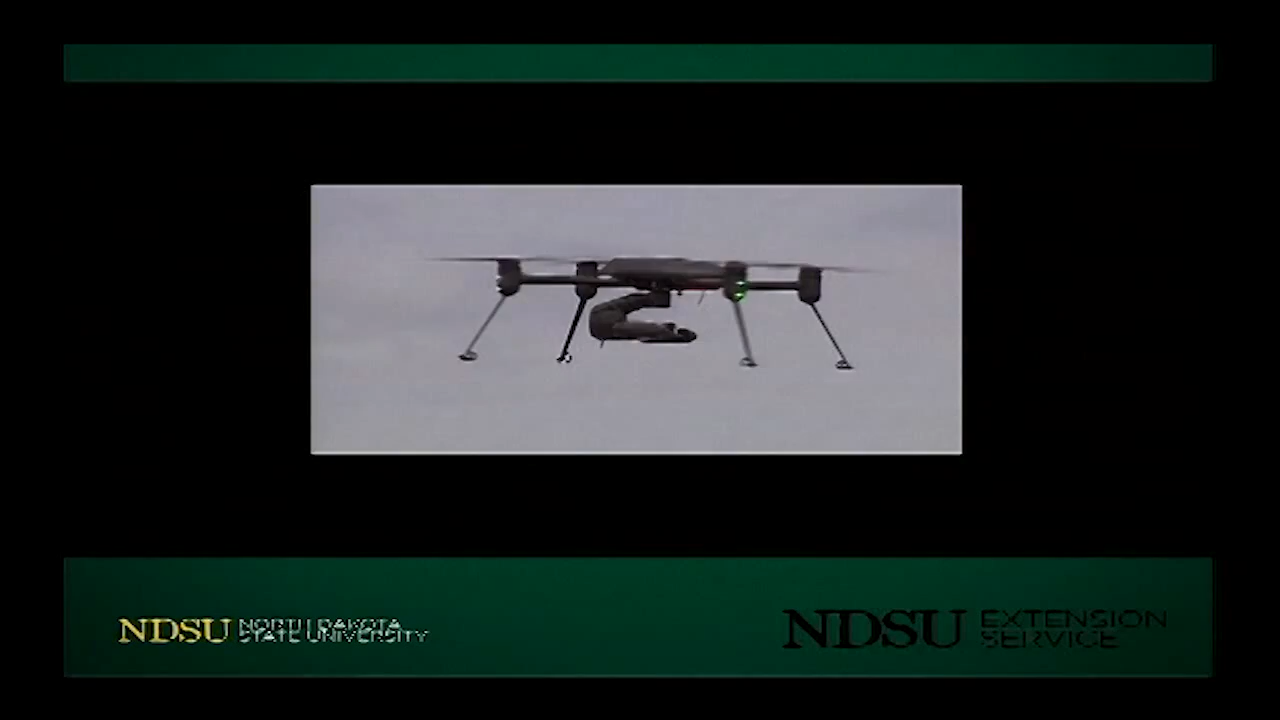 NDSU NORTH DAKOTA
STATE UNIVERSITY
NDSU EXTENSION
SERVICE